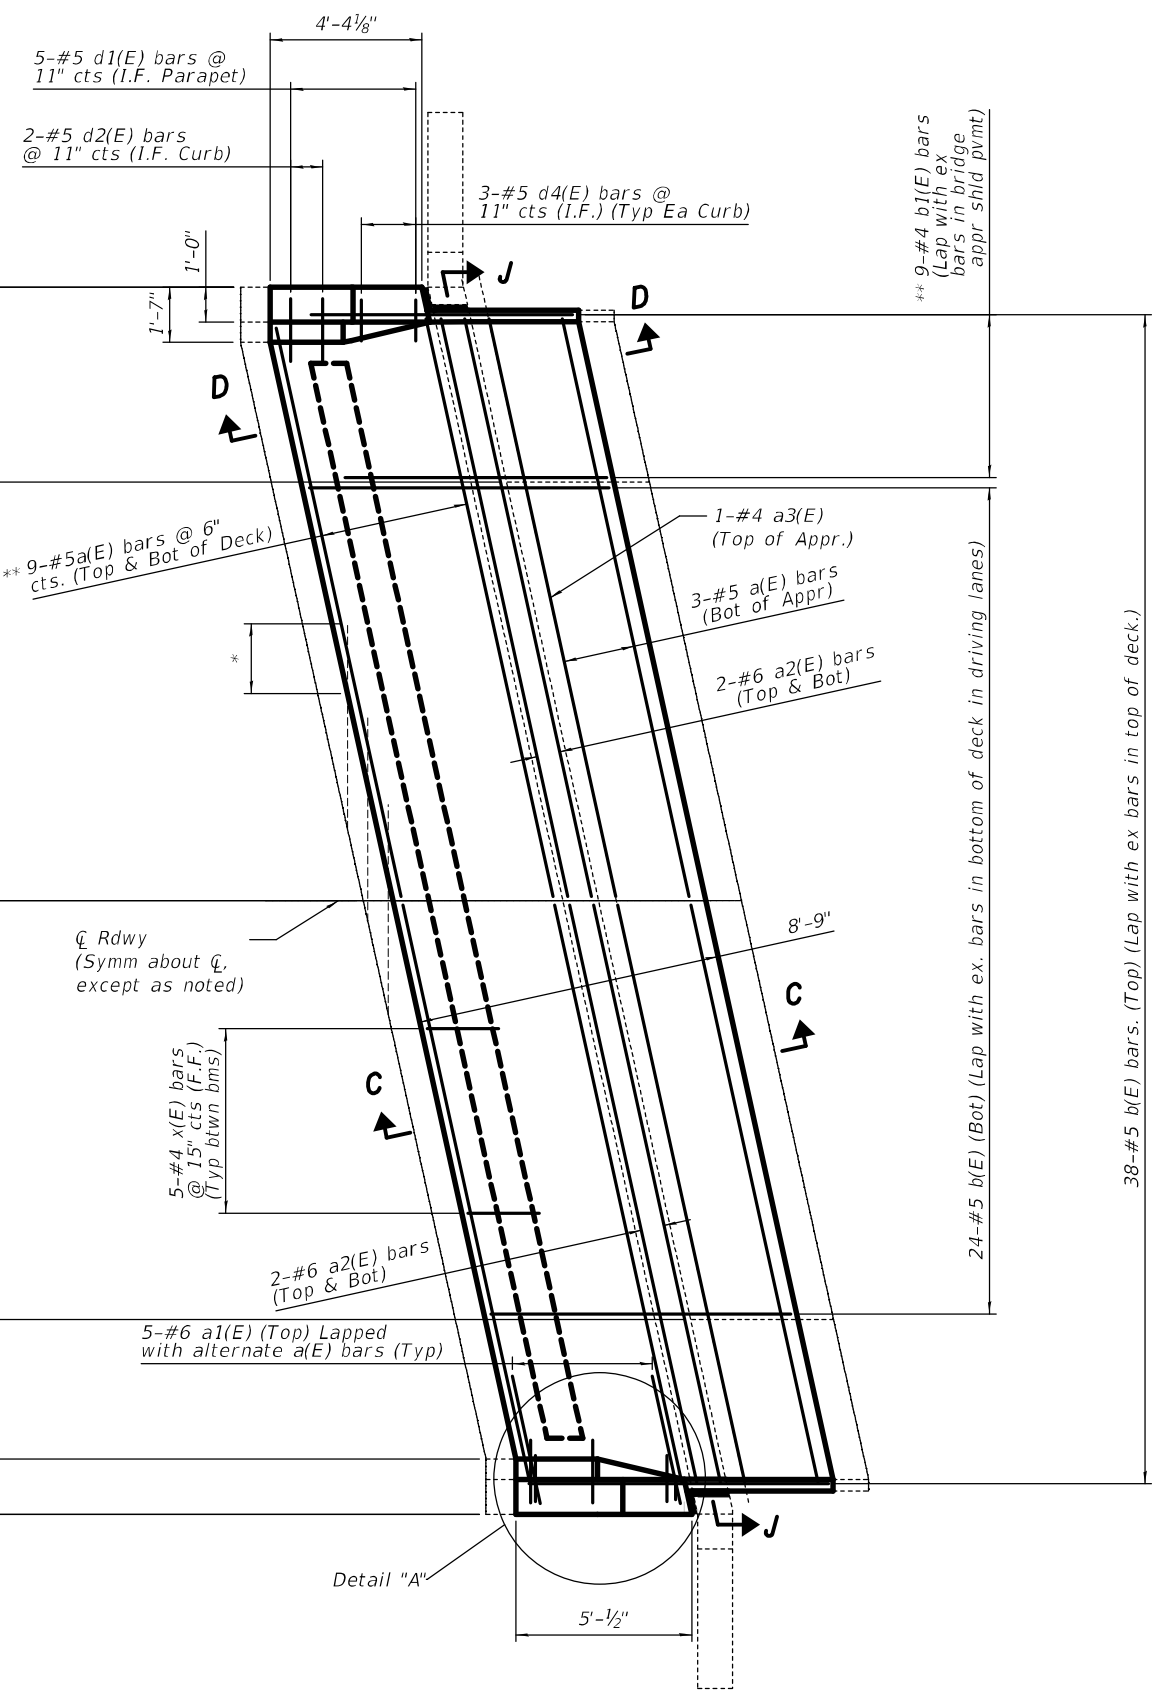 4'-4⅛"
5-#5 d1(E) bars @
11" cts (I.F. Parapet)
2-#5 d2(E) bars
@ 11" cts (I.F. Curb)
3-#5 d4(E) bars @
11" cts (I.F.) (Typ Ea Curb)
** 9-#4 b1(E) bars
(Lap with ex
bars in bridge
appr shld pvmt)
1'-0"
1'-7"
J
D
D
** 9-#5a(E) bars @ 6"
cts. (Top & Bot of Deck)
1-#4 a3(E)
(Top of Appr.)
3-#5 a(E) bars
(Bot of Appr)
2-#6 a2(E) bars
(Top & Bot)
*
24-#5 b(E) (Bot) (Lap with ex. bars in bottom of deck in driving lanes)
38-#5 b(E) bars. (Top) (Lap with ex bars in top of deck.)
℄ Rdwy
(Symm about ℄,
except as noted)
8'-9"
C
C
5-#4 x(E) bars
@ 15" cts (F.F.)
(Typ btwn bms)
2-#6 a2(E) bars
(Top & Bot)
5-#6 a1(E) (Top) Lapped
with alternate a(E) bars (Typ)
J
Detail "A"
5'-½"